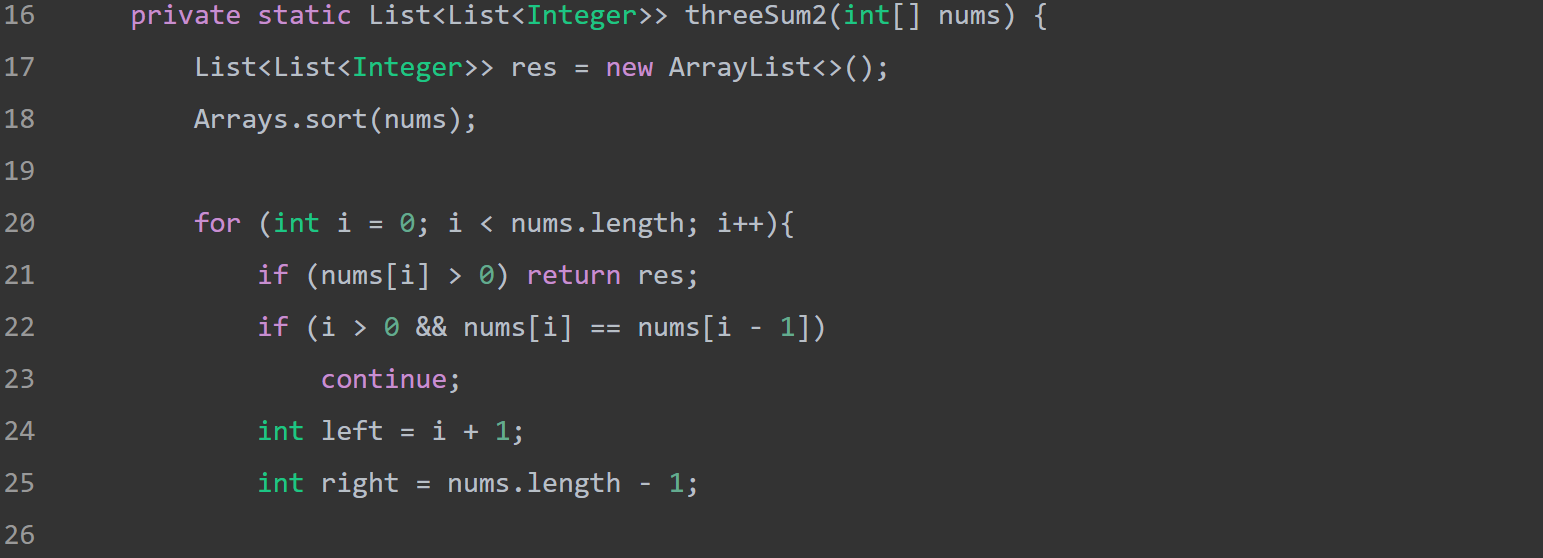 16 private static List<List<Integer>> threeSum2(int[] nums) {
17 List<List<Integer>> res = new ArrayList<>();
18 Arrays.sort(nums);
19
20 for (int i = 0; i < nums.length; i++){
21 if (nums[i] > 0) return res;
22 if (i > 0 && nums[i] == nums[i - 1])
23 continue;
24 int left = i + 1;
25 int right = nums.length - 1;
26